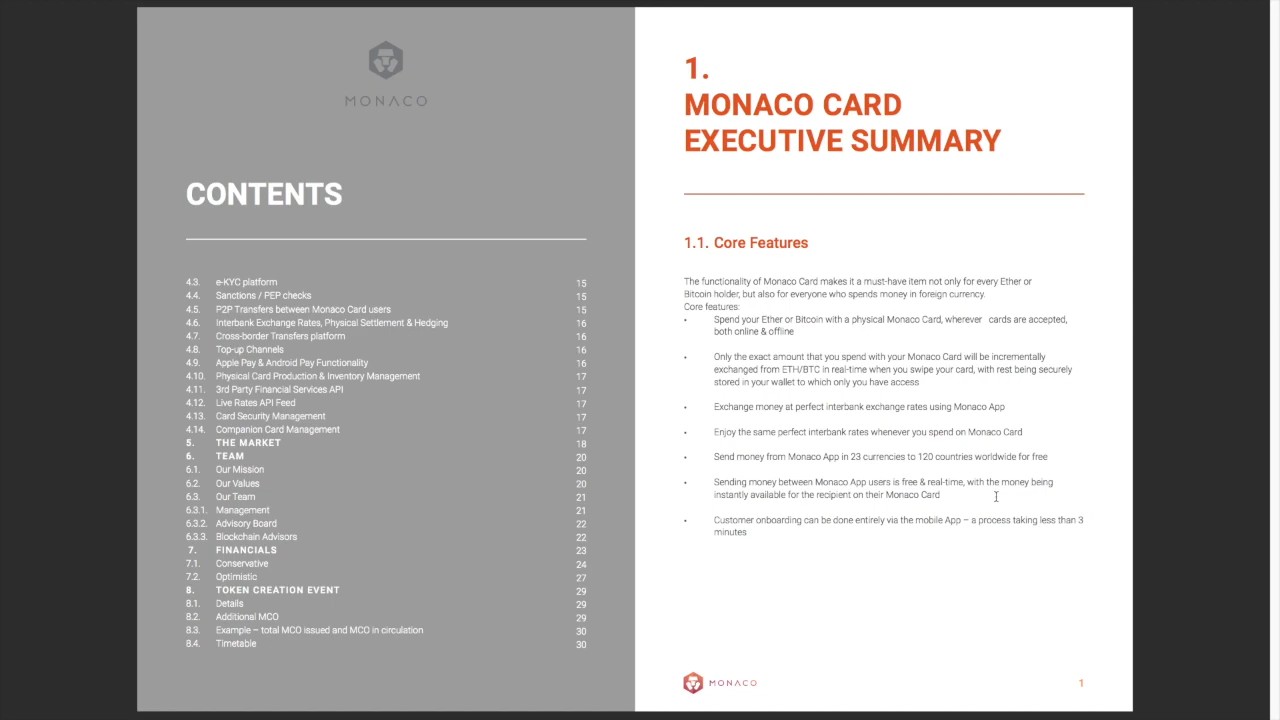 MONACO
CONTENTS
4.3. e-KYC platform 15
4.4. Sanctions / PEP checks 15
4.5. P2P Transfers between Monaco Card users 15
4.6. Interbank Exchange Rates, Physical Settlement & Hedging 16
4.7. Cross-border Transfers platform 16
4.8. Top-up Channels 16
4.9. Apple Pay & Android Pay Functionality 16
4.10. Physical Card Production & Inventory Management 17
4.11. 3rd Party Financial Services API 17
4.12. Live Rates API Feed 17
4.13. Card Security Management 17
4.14. Companion Card Management 17
5. THE MARKET 18
6. TEAM 20
6.1. Our Mission 20
6.2. Our Values 20
6.3. Our Team 21
6.3.1. Management 21
6.3.2. Advisory Board 22
6.3.3. Blockchain Advisors 22
7. FINANCIALS 23
7.1. Conservative 24
7.2. Optimistic 27
8. TOKEN CREATION EVENT 29
8.1. Details 29
8.2. Additional MCO 29
8.3. Example – total MCO issued and MCO in circulation 30
8.4. Timetable 30
1.
MONACO CARD
EXECUTIVE SUMMARY
1.1. Core Features
The functionality of Monaco Card makes it a must-have item not only for every Ether or
Bitcoin holder, but also for everyone who spends money in foreign currency.
Core features:
• Spend your Ether or Bitcoin with a physical Monaco Card, wherever cards are accepted,
both online & offline
• Only the exact amount that you spend with your Monaco Card will be incrementally
exchanged from ETH/BTC in real-time when you swipe your card, with rest being securely
stored in your wallet to which only you have access
• Exchange money at perfect interbank exchange rates using Monaco App
• Enjoy the same perfect interbank rates whenever you spend on Monaco Card
• Send money from Monaco App in 23 currencies to 120 countries worldwide for free
• Sending money between Monaco App users is free & real-time, with the money being
instantly available for the recipient on their Monaco Card
• Customer onboarding can be done entirely via the mobile App – a process taking less than 3
minutes
MONACO 1